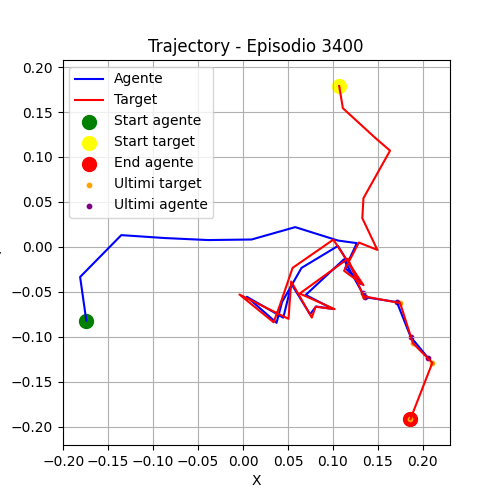 Trajectory - Episodio 3400
0.20
0.15
0.10
0.05
0.00
−0.05
−0.10
−0.15
−0.20
Agente
Target
Start agente
Start target
End agente
Ultimi target
Ultimi agente
−0.20 −0.15 −0.10 −0.05 0.00 0.05 0.10 0.15 0.20
X